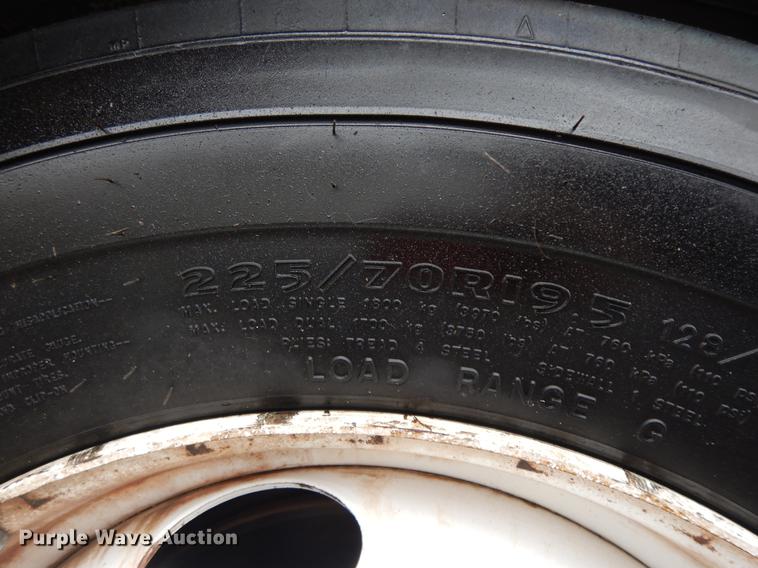 225/70R19.5 128/
MAX. LOAD SINGLE 1800 kg (3970 lbs) AT 760 kPa (110 PS
MAX. LOAD DUAL 1700 kg (3750 lbs) AT 760 kPa (110 PSI)
PLIES: TREAD 4 STEEL SIDEWALL 1 STEEL
LOAD RANGE G
Purple Wave Auction